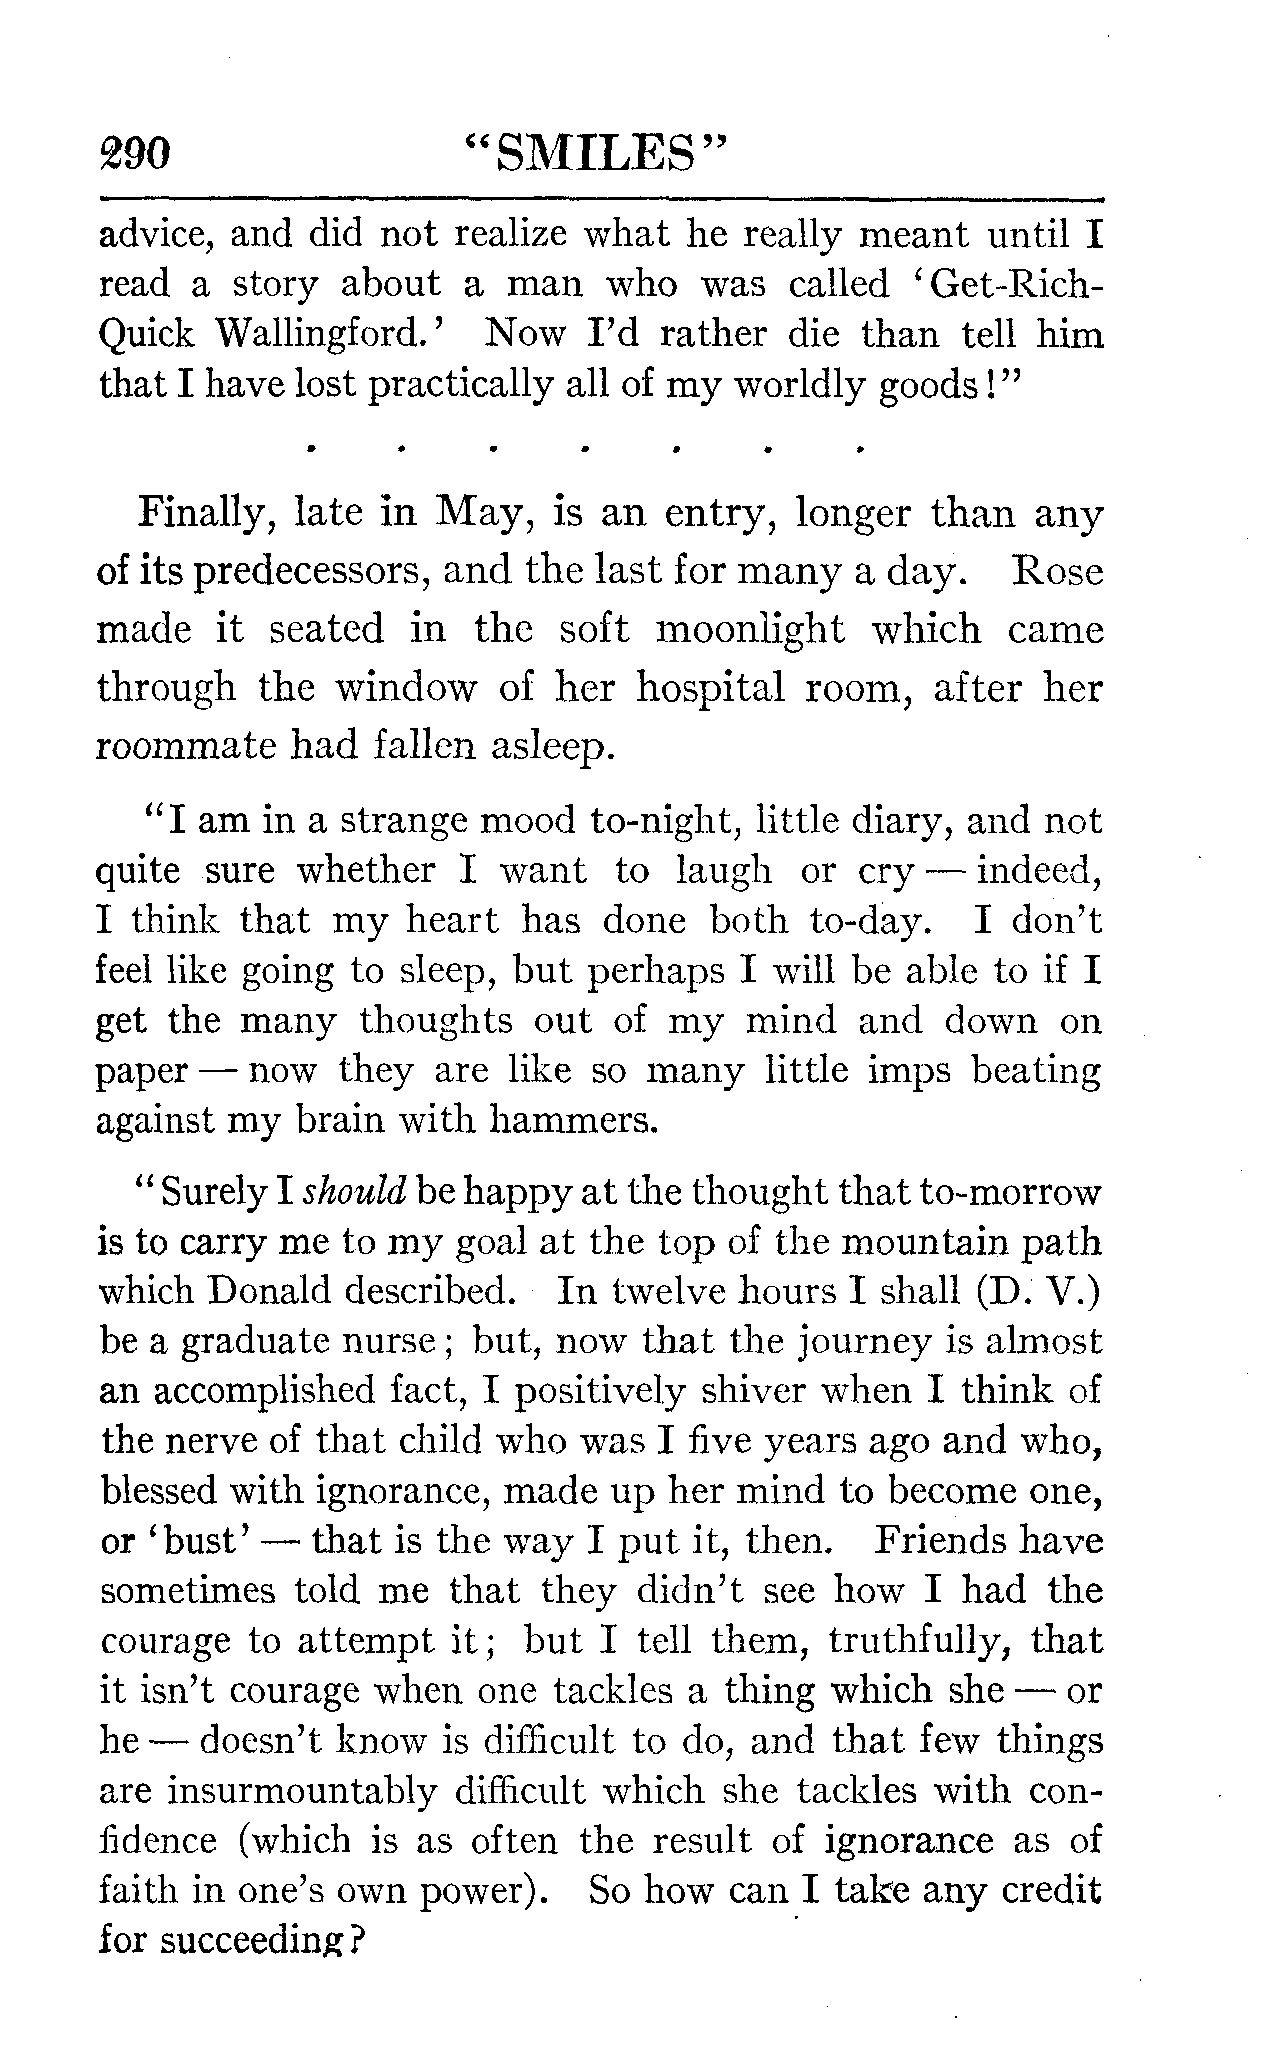 290 “SMILES”
advice, and did not realize what he really meant until I
read a story about a man who was called ‘Get-Rich-
Quick Wallingford.’ Now I’d rather die than tell him
that I have lost practically all of my worldly goods!”
. . . . . . .
Finally, late in May, is an entry, longer than any
of its predecessors, and the last for many a day. Rose
made it seated in the soft moonlight which came
through the window of her hospital room, after her
roommate had fallen asleep.
“I am in a strange mood to-night, little diary, and not
quite sure whether I want to laugh or cry — indeed,
I think that my heart has done both to-day. I don’t
feel like going to sleep, but perhaps I will be able to if I
get the many thoughts out of my mind and down on
paper — now they are like so many little imps beating
against my brain with hammers.
“Surely I should be happy at the thought that to-morrow
is to carry me to my goal at the top of the mountain path
which Donald described. In twelve hours I shall (D. V.)
be a graduate nurse; but, now that the journey is almost
an accomplished fact, I positively shiver when I think of
the nerve of that child who was I five years ago and who,
blessed with ignorance, made up her mind to become one,
or ‘bust’ — that is the way I put it, then. Friends have
sometimes told me that they didn’t see how I had the
courage to attempt it; but I tell them, truthfully, that
it isn’t courage when one tackles a thing which she — or
he — doesn’t know is difficult to do, and that few things
are insurmountably difficult which she tackles with con-
fidence (which is as often the result of ignorance as of
faith in one’s own power). So how can I take any credit
for succeeding?